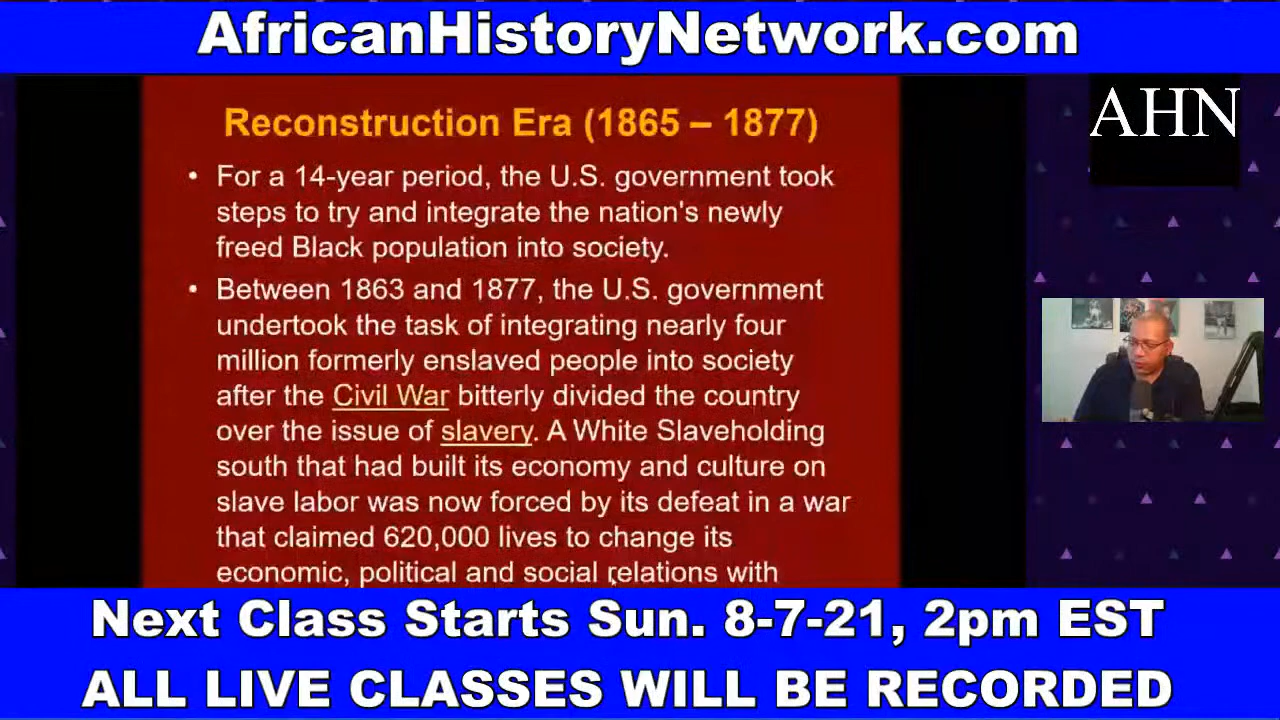 AfricanHistoryNetwork.com
AHN
Reconstruction Era (1865 – 1877)
• For a 14-year period, the U.S. government took
steps to try and integrate the nation's newly
freed Black population into society.
• Between 1863 and 1877, the U.S. government
undertook the task of integrating nearly four
million formerly enslaved people into society
after the Civil War bitterly divided the country
over the issue of slavery. A White Slaveholding
south that had built its economy and culture on
slave labor was now forced by its defeat in a war
that claimed 620,000 lives to change its
economic, political and social relations with
Next Class Starts Sun. 8-7-21, 2pm EST
ALL LIVE CLASSES WILL BE RECORDED